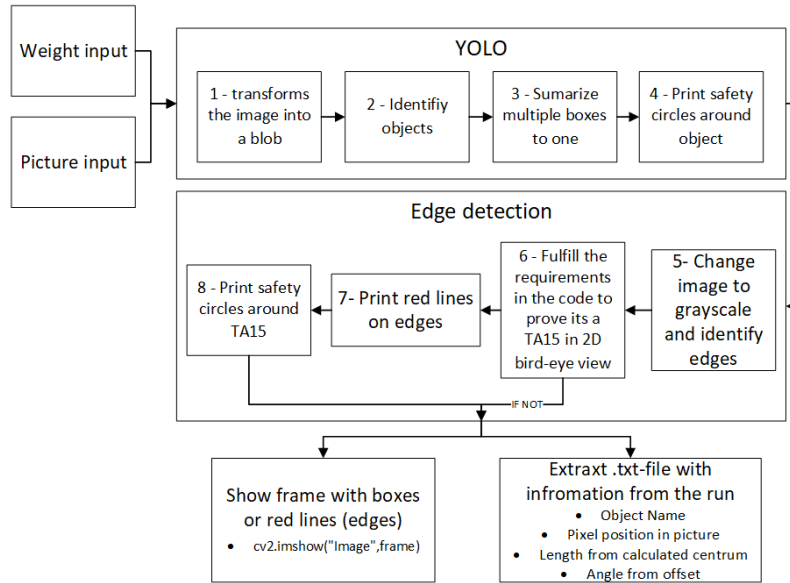 Weight input
Picture input
YOLO
1 - transforms
the image into
a blob
2 - Identifiy
objects
3 - Sumarize
multiple boxes
to one
4 - Print safety
circles around
object
Edge detection
8 - Print safety
circles around
TA15
7- Print red lines
on edges
6 - Fulfill the
requirements
in the code to
prove its a
TA15 in 2D
bird-eye view
5- Change
image to
grayscale
and identify
edges
IF NOT
Show frame with boxes
or red lines (edges)
• cv2.imshow("Image",frame)
Extraxt .txt-file with
infromation from the run
• Object Name
• Pixel position in picture
• Length from calculated centrum
• Angle from offset